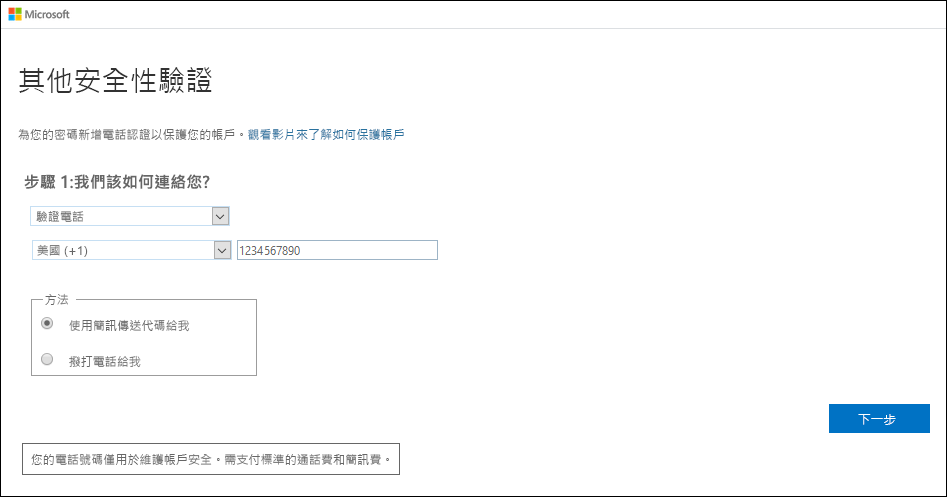 Microsoft
其他安全性驗證
為您的密碼新增電話認證以保護您的帳戶。觀看影片來了解如何保護帳戶
步驟 1:我們該如何連絡您?
驗證電話
美國 (+1) 1234567890
方法
使用簡訊傳送代碼給我
撥打電話給我
下一步
您的電話號碼僅用於維護帳戶安全。需支付標準的通話費和簡訊費。